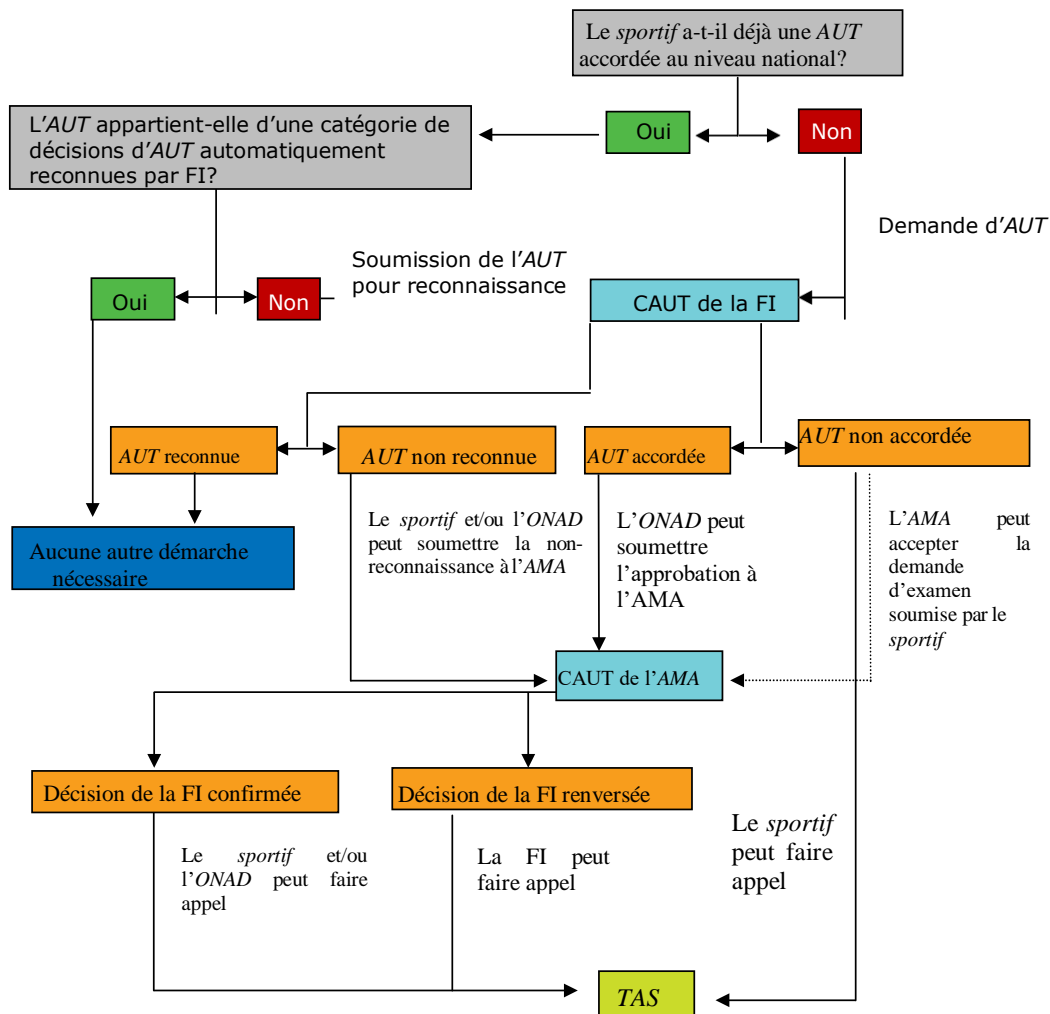 Le sportif a-t-il déjà une AUT
accordée au niveau national?
L'AUT appartient-elle d'une catégorie de
décisions d'AUT automatiquement
reconnues par FI?
Oui
Non
Demande d'AUT
Soumission de l'AUT
pour reconnaissance
Oui
Non
CAUT de la FI
AUT reconnue
AUT non reconnue
AUT accordée
AUT non accordée
Aucune autre démarche
nécessaire
Le sportif et/ou l'ONAD
peut soumettre la non-
reconnaissance à l'AMA
L'ONAD peut
soumettre
l'approbation à
l'AMA
L'AMA peut
accepter la
demande
d'examen
soumise par le
sportif
CAUT de l'AMA
Décision de la FI confirmée
Décision de la FI renversée
Le sportif et/ou
l'ONAD peut faire
appel
La FI peut
faire appel
Le sportif
peut faire
appel
TAS